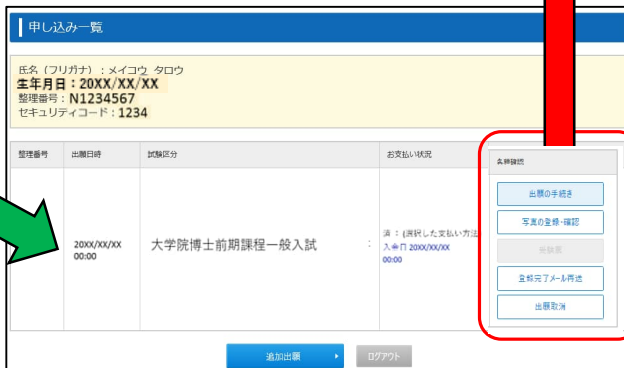 申し込み一覧
氏名（フリガナ）：メイコウ タロウ
生年月日：20XX/XX/XX
整理番号：N1234567
セキュリティコード：1234
整理番号 出願日時 試験区分 お支払い状況 各種確認
20XX/XX/XX
00:00
大学院博士前期課程一般入試
:
済：(選択した支払い方法
入金日 20XX/XX/XX
00:00
出願の手続き
写真の登録・確認
受験票
登録完了メール再送
出願取消
追加出願
ログアウト